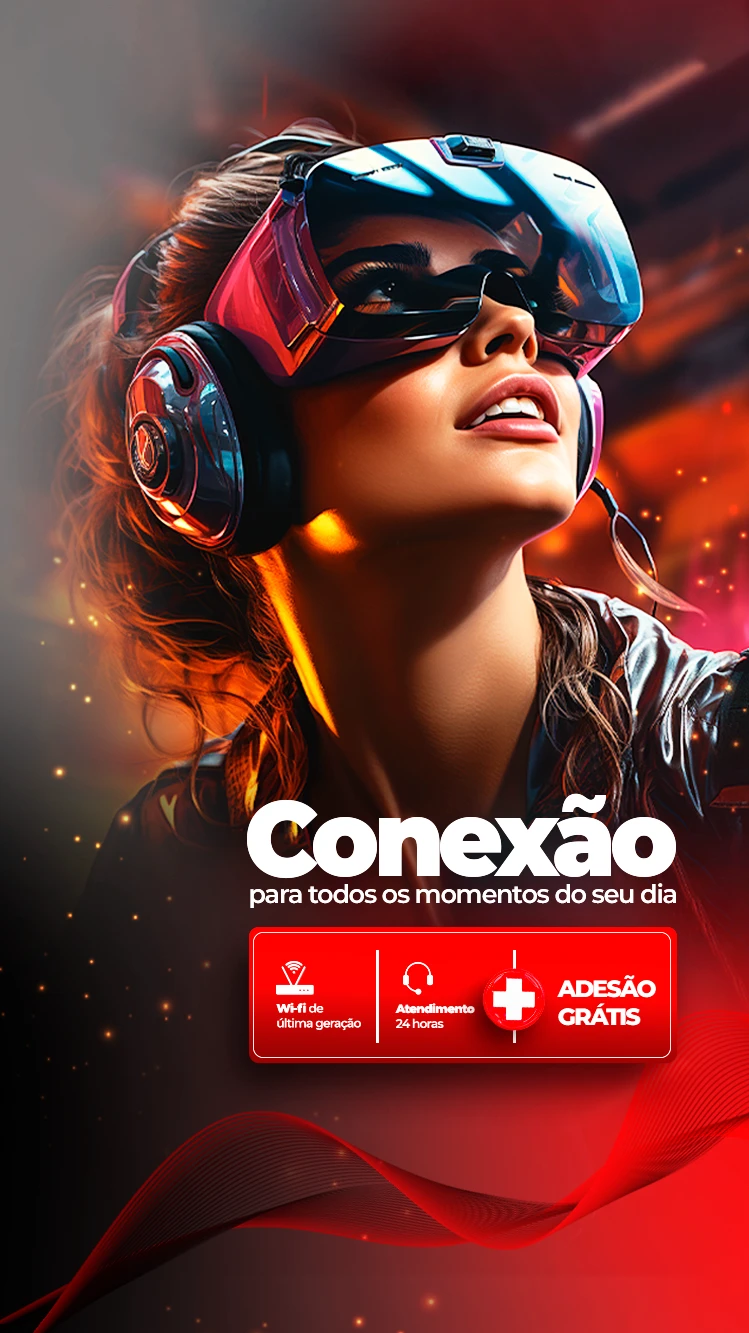 Conexão
para todos os momentos do seu dia
Wi-fi de
última geração
Atendimento
24 horas
ADESÃO
GRÁTIS